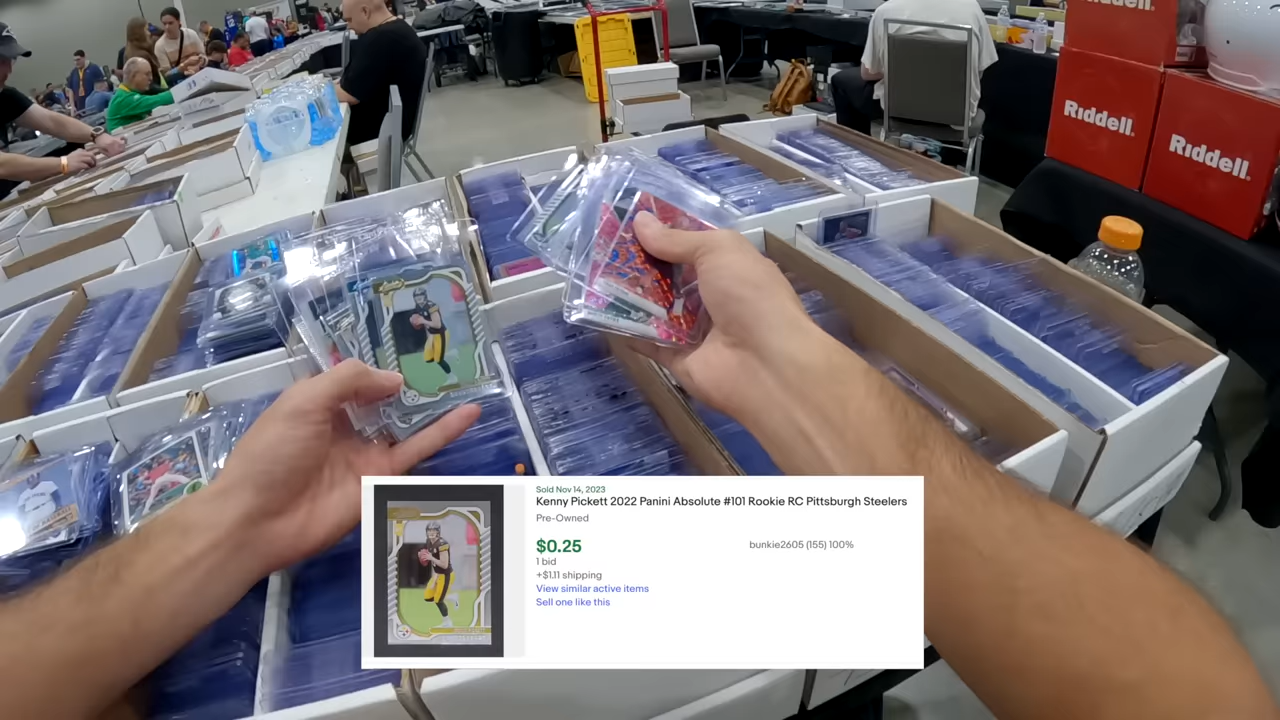 Riddell
Riddell
Riddell
Sold Nov 14, 2023
Kenny Pickett 2022 Panini Absolute #101 Rookie RC Pittsburgh Steelers
Pre-Owned
$0.25
bunkie2605 (155) 100%
1 bid
+$1.11 shipping
View similar active items
Sell one like this